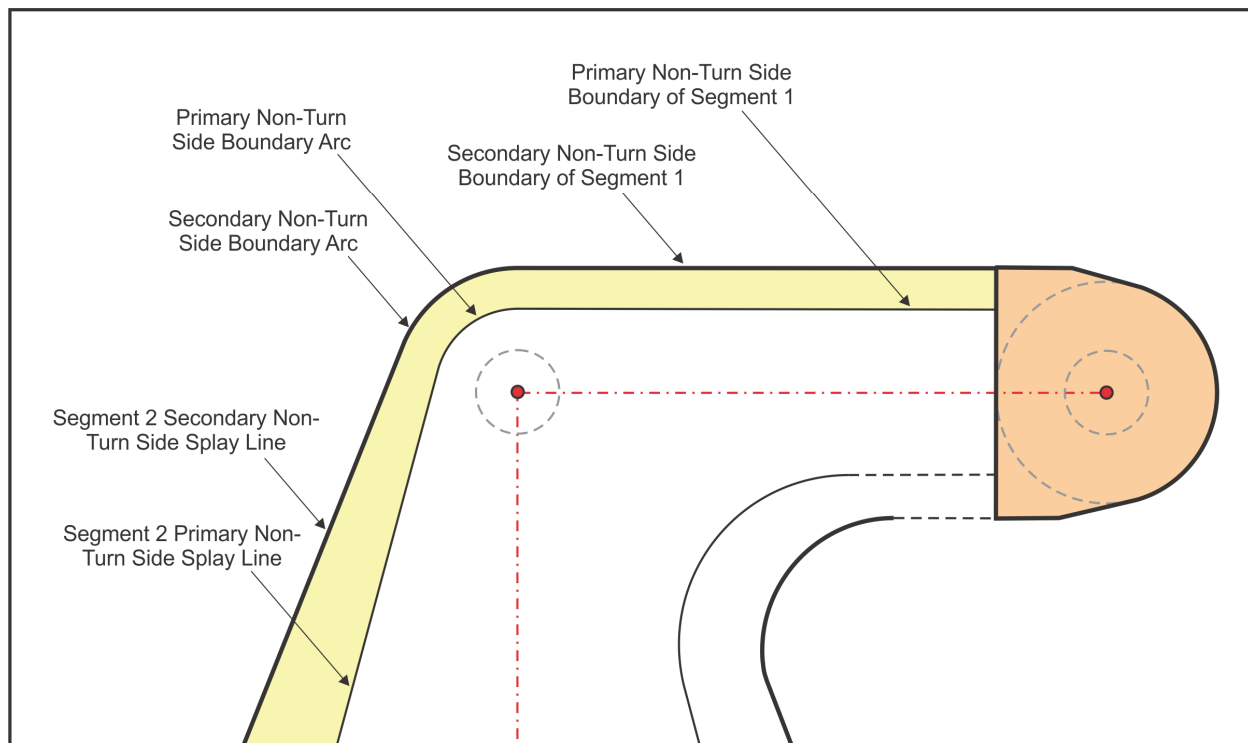 Primary Non-Turn Side
Boundary of Segment 1
Primary Non-Turn
Side Boundary Arc
Secondary Non-Turn Side
Boundary of Segment 1
Secondary Non-Turn
Side Boundary Arc
Segment 2 Secondary Non-
Turn Side Splay Line
Segment 2 Primary Non-
Turn Side Splay Line